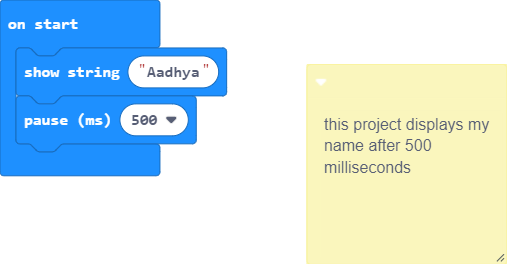 on start
show string "Aadhya"
pause (ms) 500
this project displays my
name after 500
milliseconds